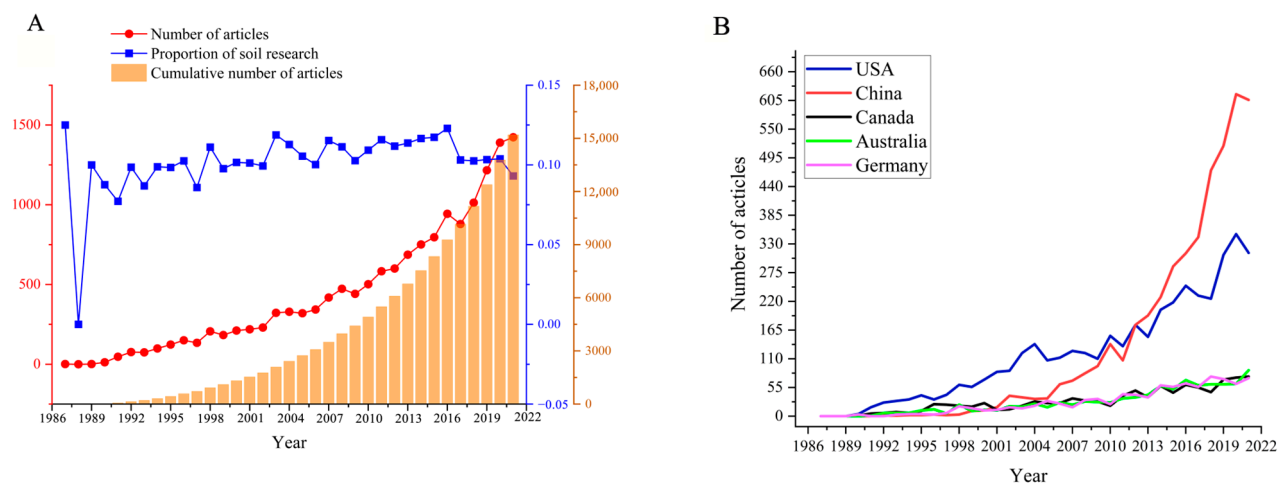 A
Number of articles
Proportion of soil research
Cumulative number of articles
1500
1000
500
0
0.15
0.10
0.05
0.00
-0.05
18,000
15,000
12,000
9000
6000
3000
0
1986 1989 1992 1995 1998 2001 2004 2007 2010 2013 2016 2019 2022
Year
B
USA
China
Canada
Australia
Germany
Number of acticles
660
605
550
495
440
385
330
275
220
165
110
55
0
1986 1989 1992 1995 1998 2001 2004 2007 2010 2013 2016 2019 2022
Year